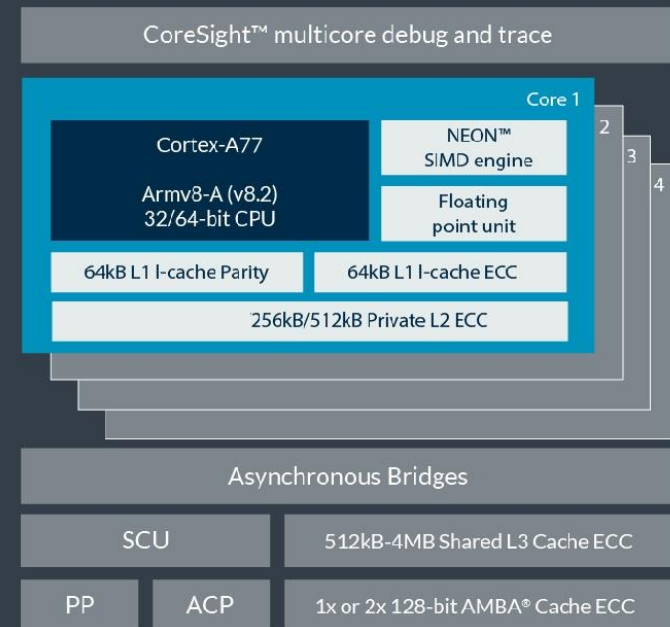 CoreSight™ multicore debug and trace
Core 1
2
3
4
Cortex-A77
Armv8-A (v8.2)
32/64-bit CPU
NEON™
SIMD engine
Floating
point unit
64kB L1 I-cache Parity
64kB L1 I-cache ECC
256kB/512kB Private L2 ECC
Asynchronous Bridges
SCU
512kB-4MB Shared L3 Cache ECC
PP
ACP
1x or 2x 128-bit AMBA® Cache ECC